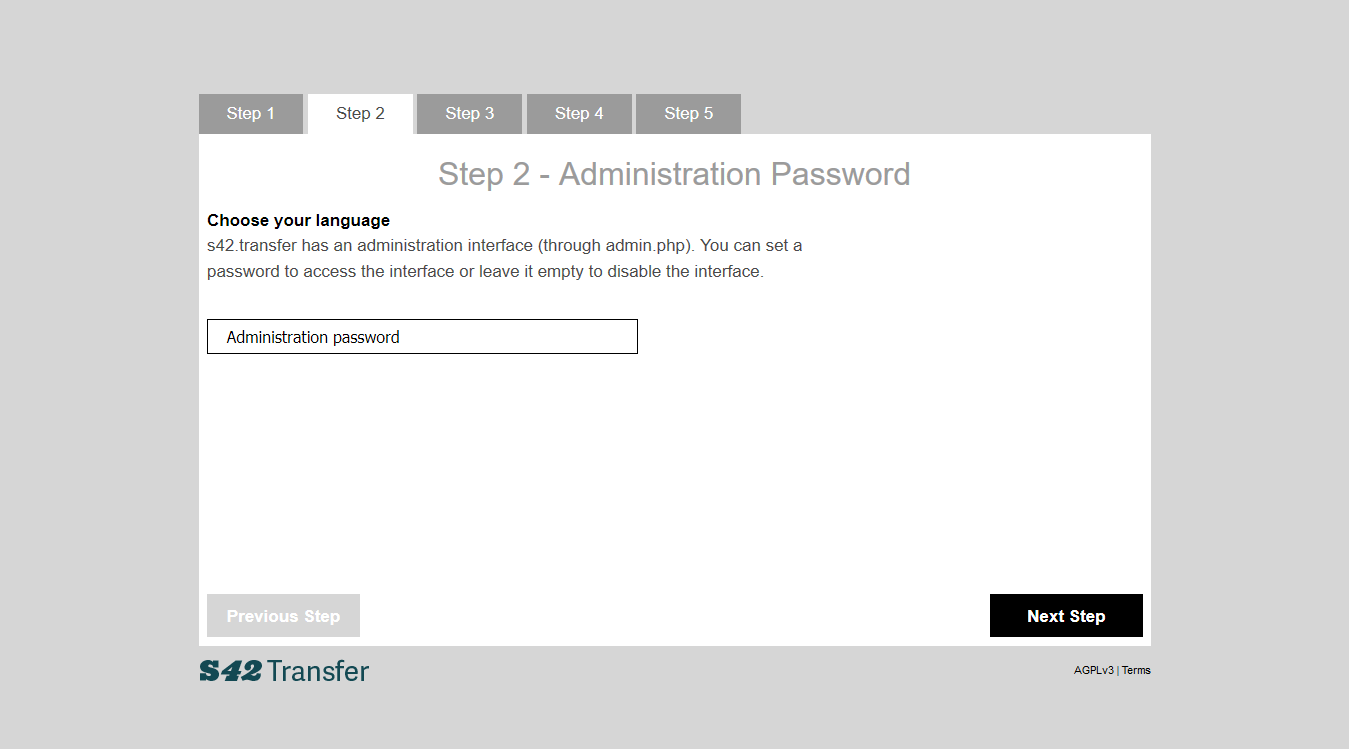 Step 1
Step 2
Step 3
Step 4
Step 5
Step 2 - Administration Password
Choose your language
s42.transfer has an administration interface (through admin.php). You can set a
password to access the interface or leave it empty to disable the interface.
Administration password
Previous Step
Next Step
S42 Transfer
AGPLv3 | Terms